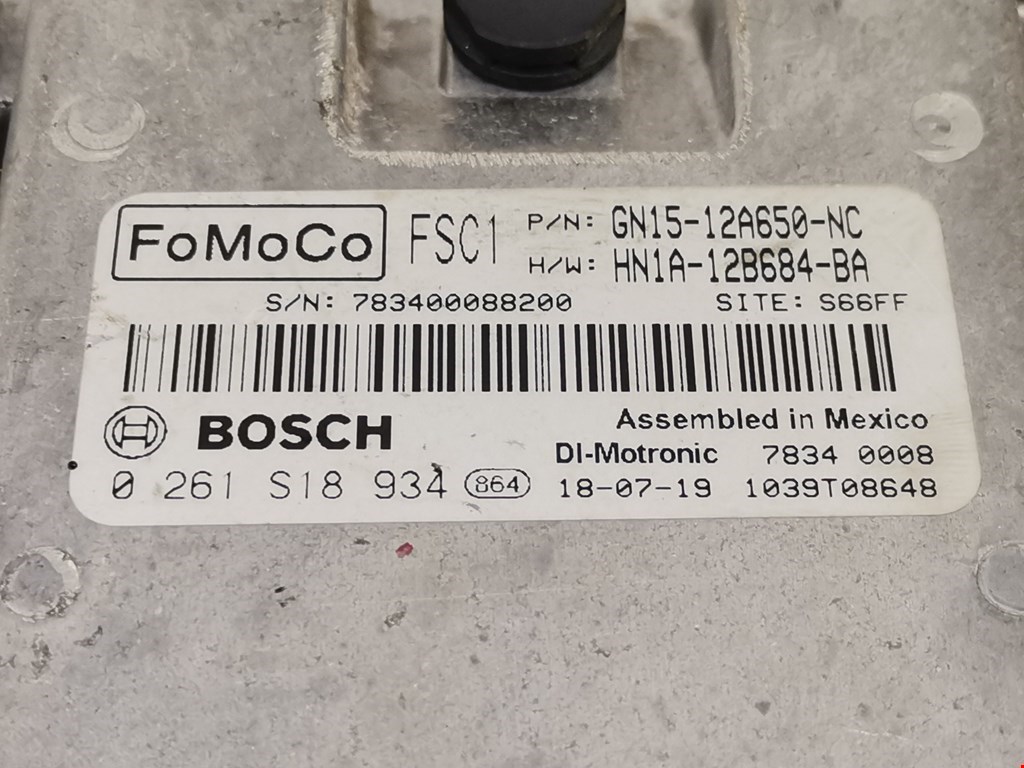 FoMoCo FSC1 P/N: GN15-12A650-NC
H/W: HN1A-12B684-BA
S/N: 783400088200 SITE: S66FF
BOSCH Assembled in Mexico
DI-Motronic 7834 0008
0 261 S18 934 864 18-07-19 1039T08648